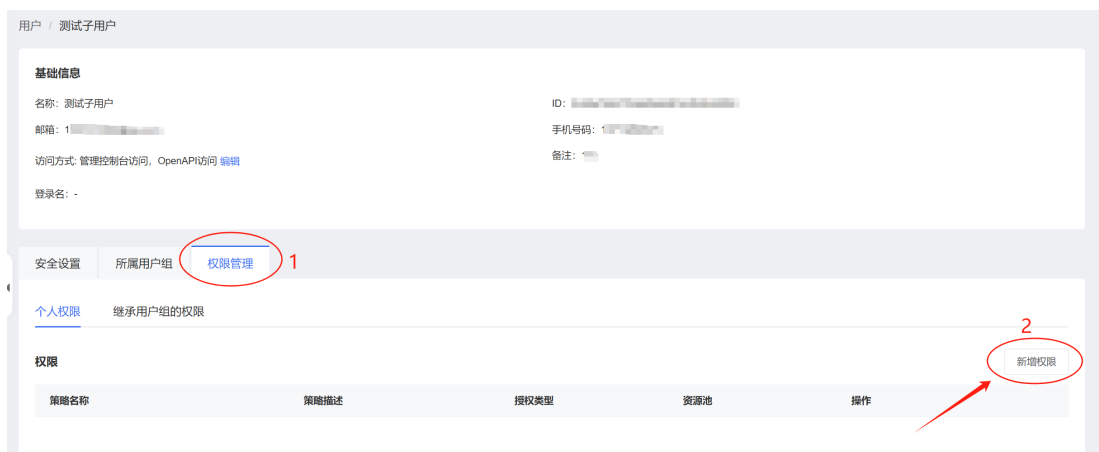 用户 / 测试子用户
基础信息
名称：测试子用户
ID：
邮箱：1
手机号码：1
访问方式: 管理控制台访问，OpenAPI访问 编辑
备注：
登录名：-
安全设置 所属用户组 权限管理 1
个人权限 继承用户组的权限
2
权限 新增权限
策略名称 策略描述 授权类型 资源池 操作